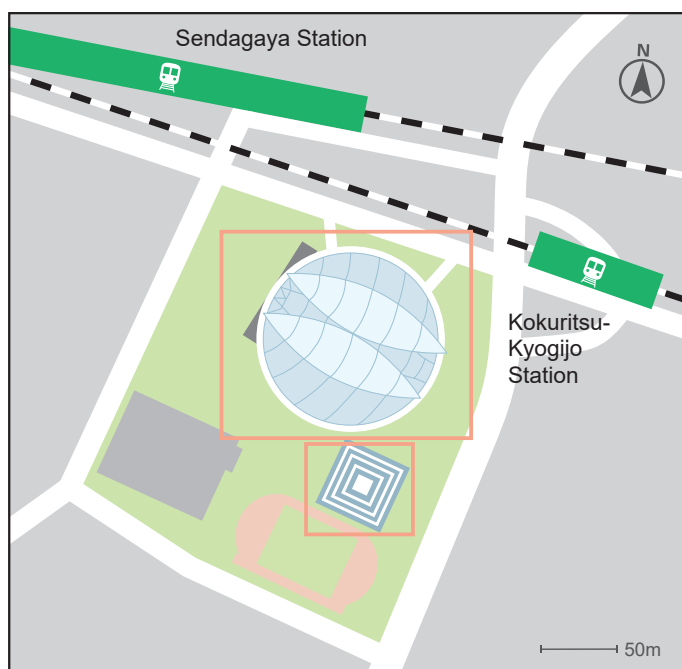 Sendagaya Station
N
Kokuritsu-
Kyogijo
Station
50m